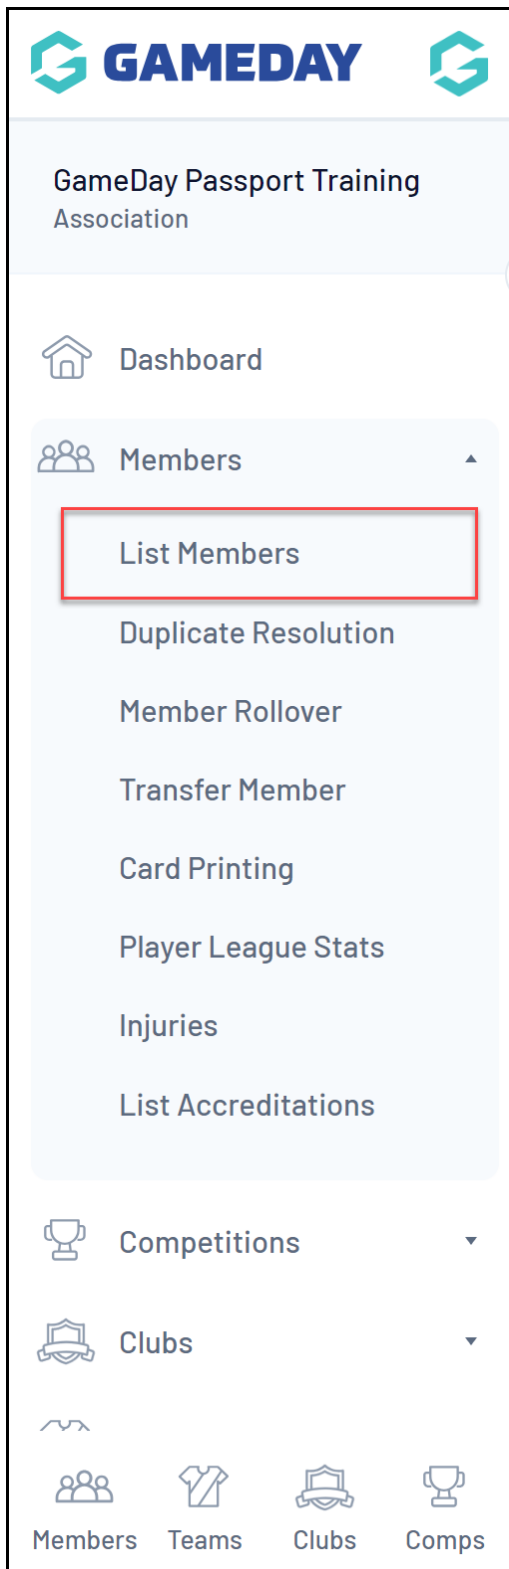 GAMEDAY
GameDay Passport Training
Association
Dashboard
Members
List Members
Duplicate Resolution
Member Rollover
Transfer Member
Card Printing
Player League Stats
Injuries
List Accreditations
Competitions
Clubs
Members Teams Clubs Comps